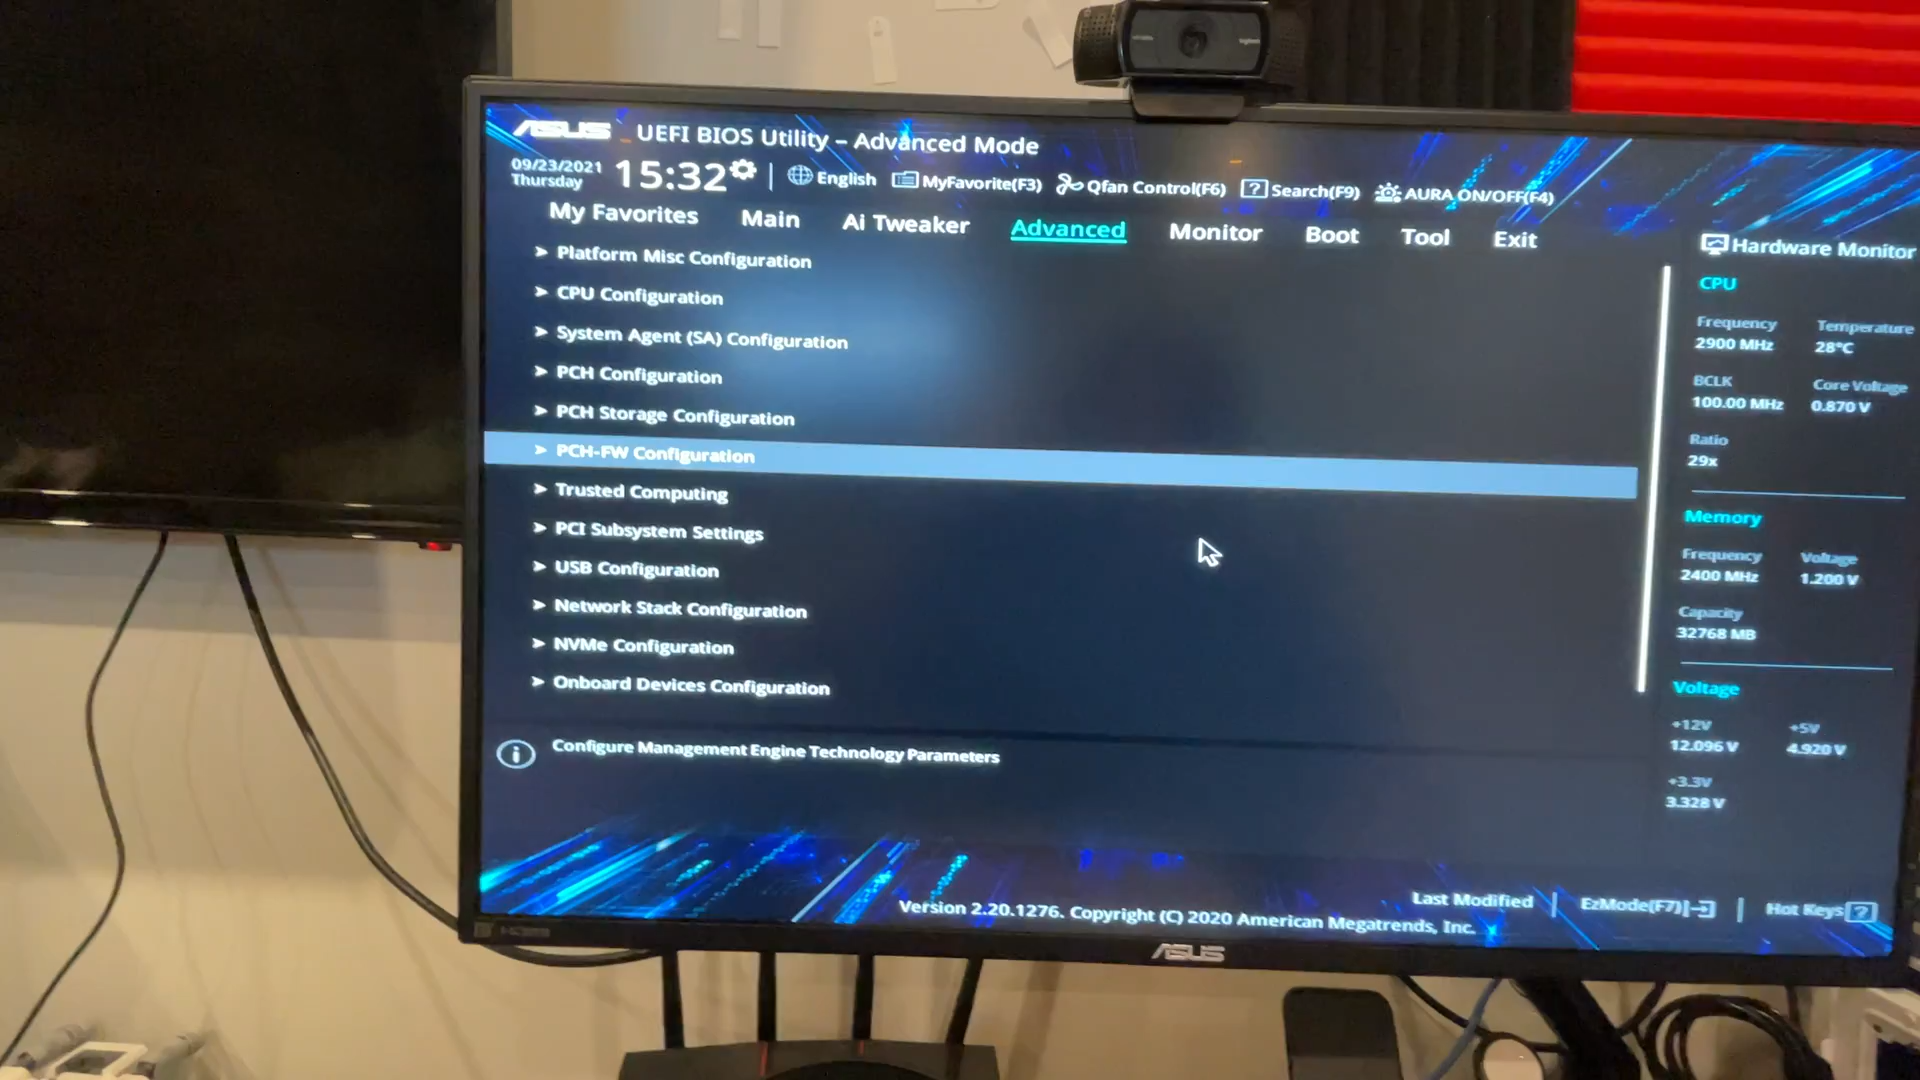 ASUS UEFI BIOS Utility – Advanced Mode
09/23/2021
Thursday
15:32
English
MyFavorite(F3)
Qfan Control(F6)
Search(F9)
AURA ON/OFF(F4)
My Favorites
Main
Ai Tweaker
Advanced
Monitor
Boot
Tool
Exit
Platform Misc Configuration
CPU Configuration
System Agent (SA) Configuration
PCH Configuration
PCH Storage Configuration
PCH-FW Configuration
Trusted Computing
PCI Subsystem Settings
USB Configuration
Network Stack Configuration
NVMe Configuration
Onboard Devices Configuration
Configure Management Engine Technology Parameters
Hardware Monitor
CPU
Frequency Temperature
2900 MHz 28°C
BCLK Core Voltage
100.00 MHz 0.870 V
Ratio
29x
Memory
Frequency Voltage
2400 MHz 1.200 V
Capacity
32768 MB
Voltage
+12V +5V
12.096 V 4.920 V
+3.3V
3.328 V
Last Modified
EzMode(F7)
Hot Keys ?
Version 2.20.1276. Copyright (C) 2020 American Megatrends, Inc.
ASUS